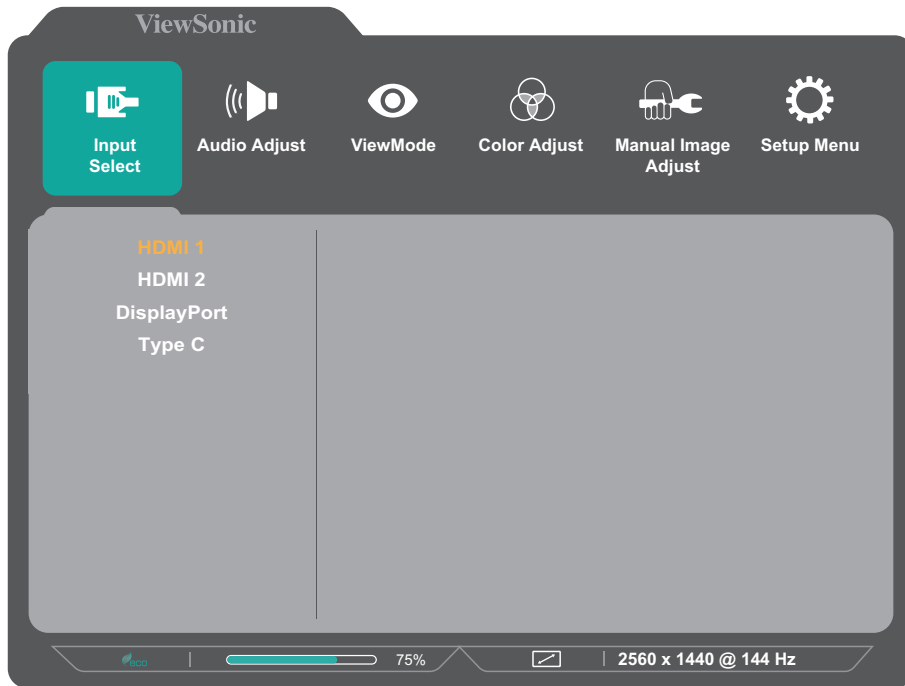 ViewSonic
Input Select
Audio Adjust
ViewMode
Color Adjust
Manual Image Adjust
Setup Menu
HDMI 1
HDMI 2
DisplayPort
Type C
eco
75%
2560 x 1440 @ 144 Hz